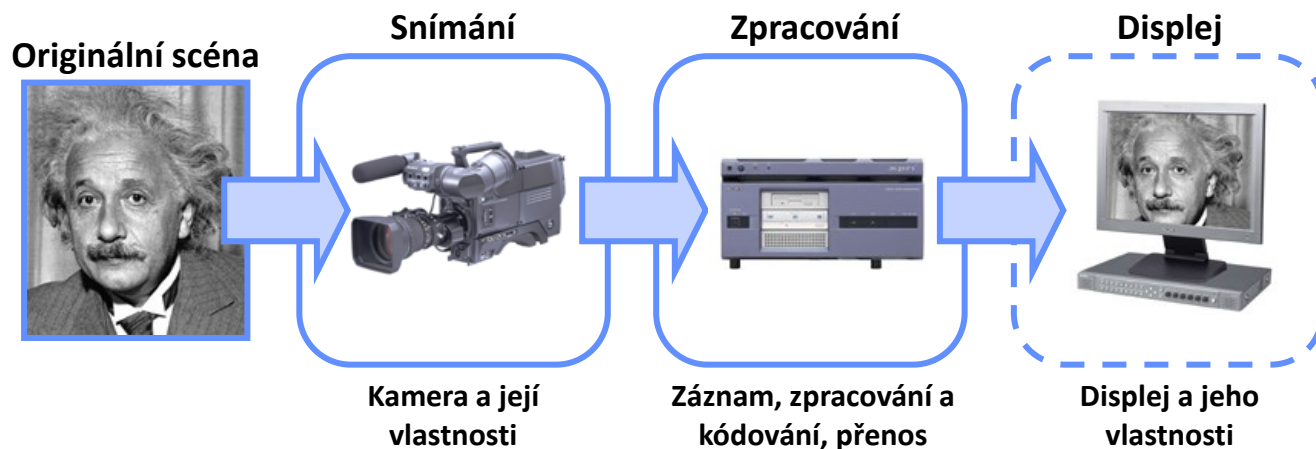 Originální scéna
Snímání
Zpracování
Displej
Kamera a její
vlastnosti
Záznam, zpracování a
kódování, přenos
Displej a jeho
vlastnosti